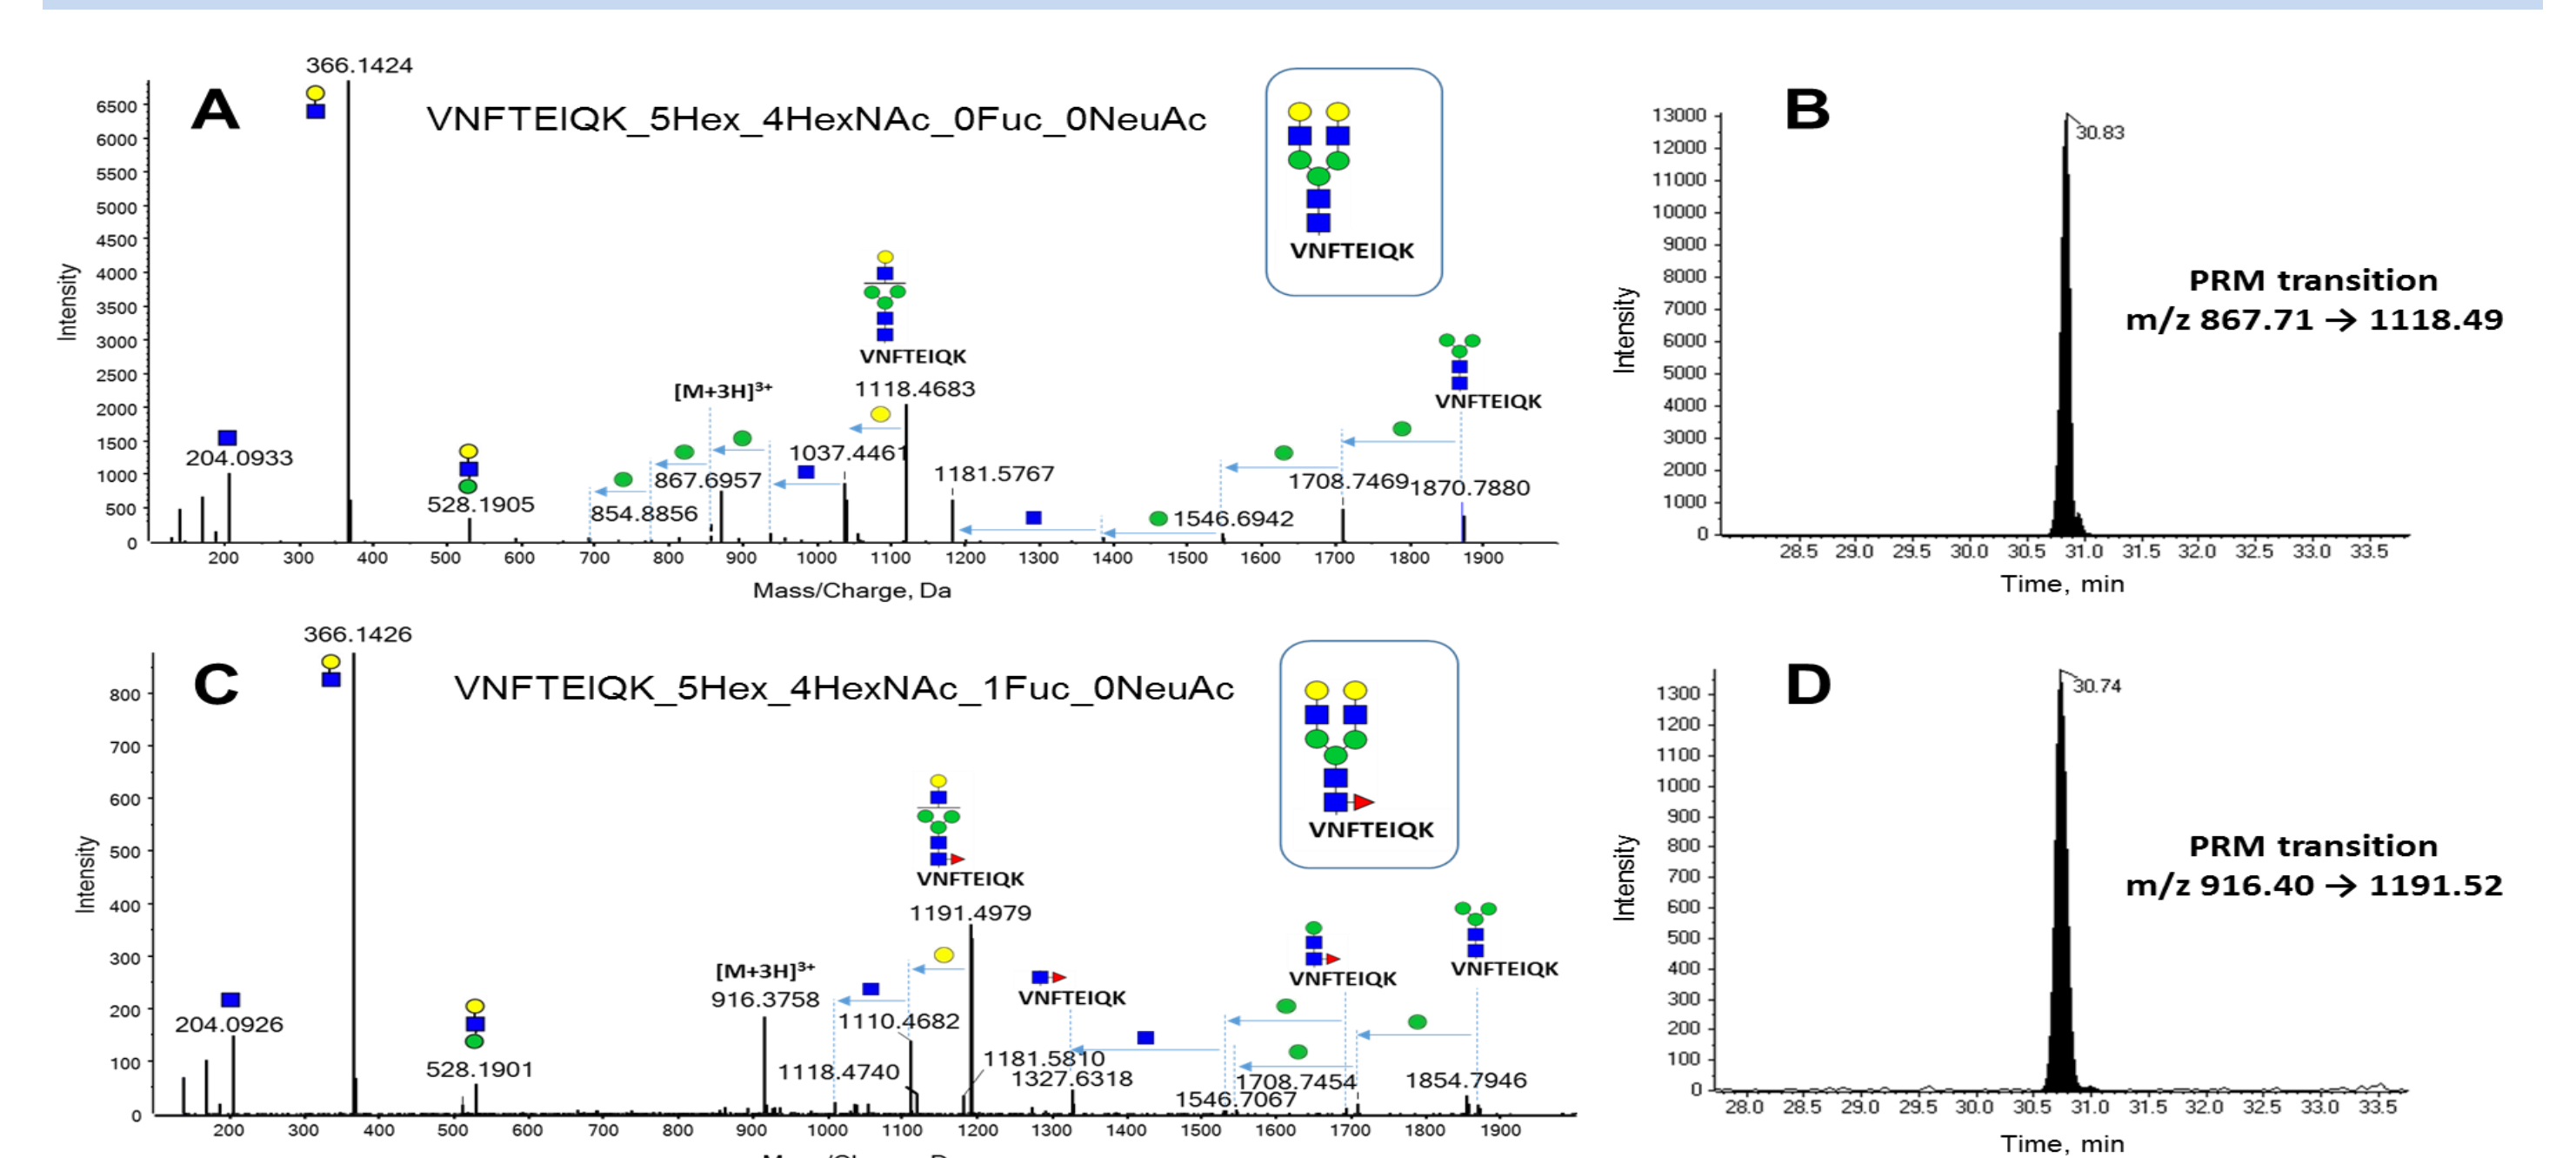 366.1424
A
VNFTEIQK_5Hex_4HexNAc_0Fuc_0NeuAc
Intensity
6500
6000
5500
5000
4500
4000
3500
3000
2500
2000
1500
1000
500
0
204.0933
528.1905
[M+3H]³⁺
854.8856
867.6957
1037.4461
VNFTEIQK
1118.4683
1181.5767
1546.6942
1708.7469
VNFTEIQK
1870.7880
VNFTEIQK
200 300 400 500 600 700 800 900 1000 1100 1200 1300 1400 1500 1600 1700 1800 1900
Mass/Charge, Da
B
Intensity
13000
12000
11000
10000
9000
8000
7000
6000
5000
4000
3000
2000
1000
0
30.83
PRM transition
m/z 867.71 → 1118.49
28.5 29.0 29.5 30.0 30.5 31.0 31.5 32.0 32.5 33.0 33.5
Time, min
366.1426
C
VNFTEIQK_5Hex_4HexNAc_1Fuc_0NeuAc
Intensity
800
700
600
500
400
300
200
100
0
204.0926
528.1901
[M+3H]³⁺
916.3758
1110.4682
1118.4740
VNFTEIQK
1191.4979
1181.5810
VNFTEIQK
1327.6318
1546.7067
1708.7454
VNFTEIQK
VNFTEIQK
1854.7946
VNFTEIQK
200 300 400 500 600 700 800 900 1000 1100 1200 1300 1400 1500 1600 1700 1800 1900
D
Intensity
1300
1200
1100
1000
900
800
700
600
500
400
300
200
100
0
30.74
PRM transition
m/z 916.40 → 1191.52
28.0 28.5 29.0 29.5 30.0 30.5 31.0 31.5 32.0 32.5 33.0 33.5
Time, min